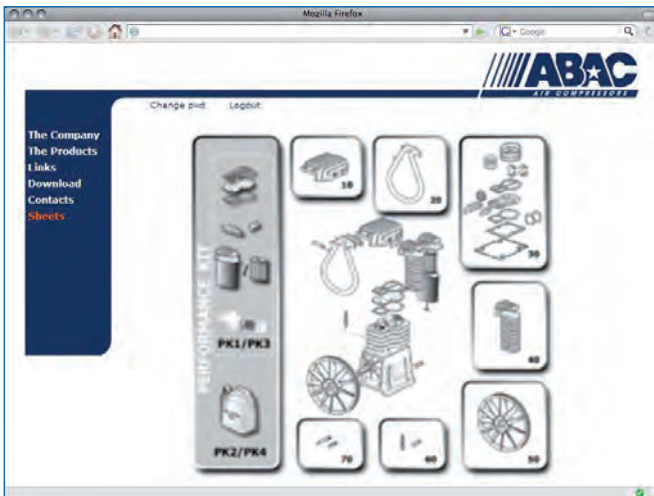 Mozilla Firefox
G Google
ABAC
AIR COMPRESSORS
Change pwd Logout
The Company
The Products
Links
Download
Contacts
Sheets
PERFORMANCE KIT
PK1/PK3
PK2/PK4
10
20
30
40
50
60
70